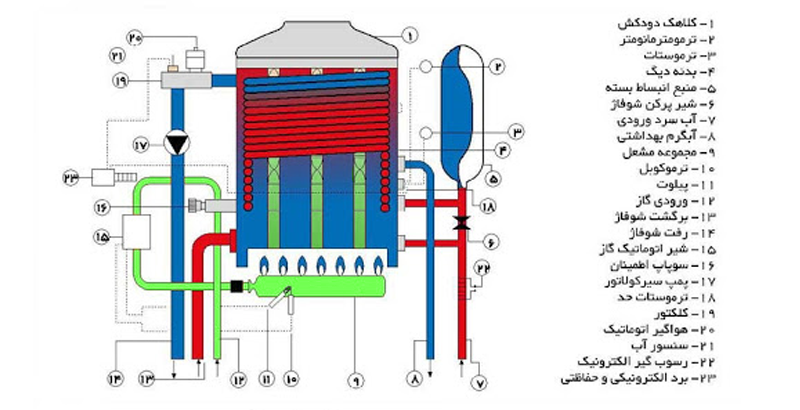 ۱- کلاهک دودکش
۲- ترمومترمانومتر
۳- ترموستات
۴- بدنه دیگ
۵- منبع انبساط بسته
۶- شیر پرکن شوفاژ
۷- آب سرد ورودی
۸- آبگرم بهداشتی
۹- مجموعه مشعل
۱۰- ترموکوبل
۱۱- پیلوت
۱۲- ورودی گاز
۱۳- برگشت شوفاژ
۱۴- رفت شوفاژ
۱۵- شیر اتوماتیک گاز
۱۶- سوپاپ اطمینان
۱۷- پمپ سیرکولاتور
۱۸- ترموستات حد
۱۹- کلکتور
۲۰- هواگیر اتوماتیک
۲۱- سنسور آب
۲۲- رسوب گیر الکترونیک
۲۳- برد الکترونیکی و حفاظتی
۲۰
۱
۲۱
۲
۱۹
۳
۱۷
۴
۵
۲۳
۱۶
۱۸
۱۵
۶
۲۲
۱۴
۱۳
۱۲
۱۱
۱۰
۹
۸
۷